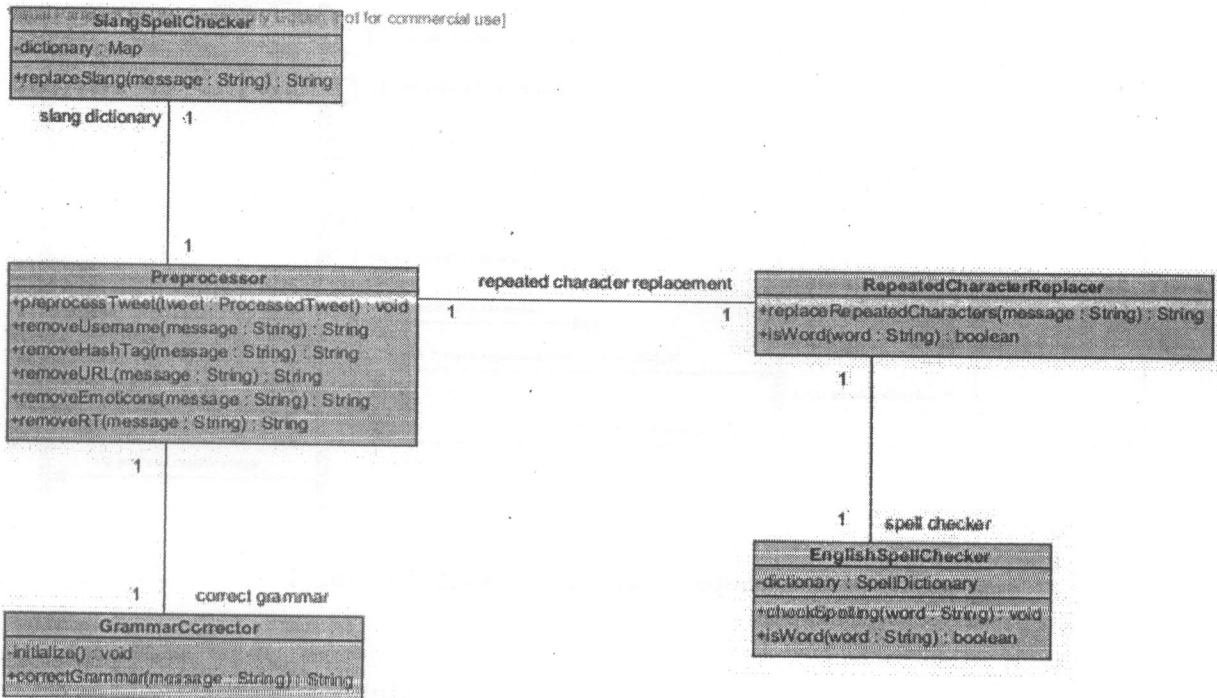 not for commercial use]
SlangSpellChecker
-dictionary : Map
+replaceSlang(message : String) : String
slang dictionary 1
1
Preprocessor
+preprocessTweet(tweet : ProcessedTweet) : void
+removeUsername(message : String) : String
+removeHashTag(message : String) : String
+removeURL(message : String) : String
+removeEmoticons(message : String) : String
+removeRT(message : String) : String
repeated character replacement
1 1
RepeatedCharacterReplacer
+replaceRepeatedCharacters(message : String) : String
+isWord(word : String) : boolean
1
1 spell checker
EnglishSpellChecker
-dictionary : SpellDictionary
+checkSpelling(word : String) : void
+isWord(word : String) : boolean
1
1 correct grammar
GrammarCorrector
-initialize() : void
+correctGrammar(message : String) : String